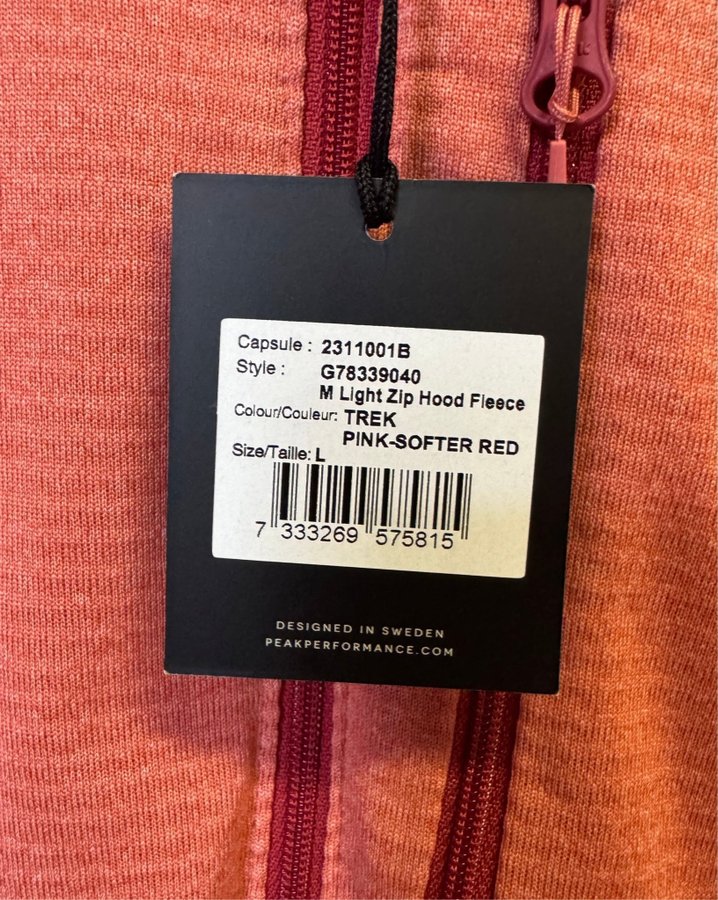 Capsule : 2311001B
Style : G78339040
M Light Zip Hood Fleece
Colour/Couleur: TREK
PINK-SOFTER RED
Size/Taille: L
7 333269 575815
DESIGNED IN SWEDEN
PEAKPERFORMANCE.COM